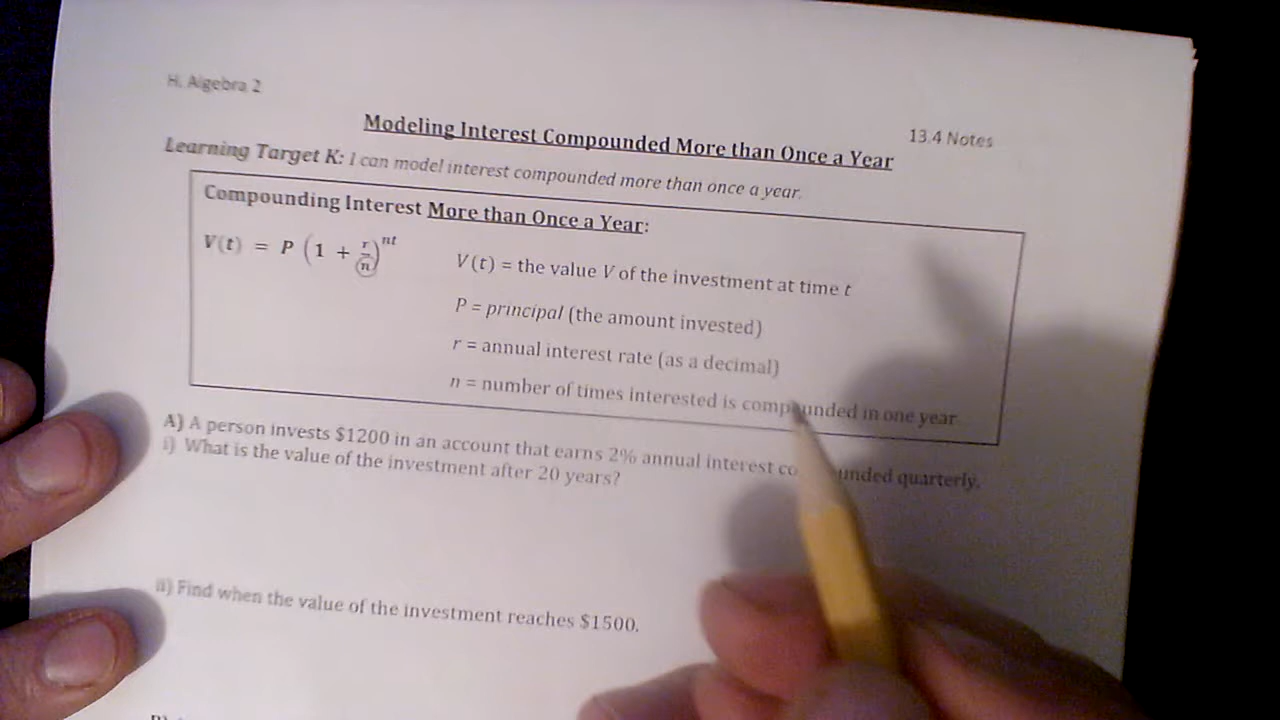 H. Algebra 2
13.4 Notes
Modeling Interest Compounded More than Once a Year
Learning Target K: I can model interest compounded more than once a year.
Compounding Interest More than Once a Year:
V(t) = P (1 + r/n)^nt
V(t) = the value V of the investment at time t
P = principal (the amount invested)
r = annual interest rate (as a decimal)
n = number of times interested is compounded in one year
A) A person invests $1200 in an account that earns 2% annual interest co unded quarterly.
i) What is the value of the investment after 20 years?
ii) Find when the value of the investment reaches $1500.